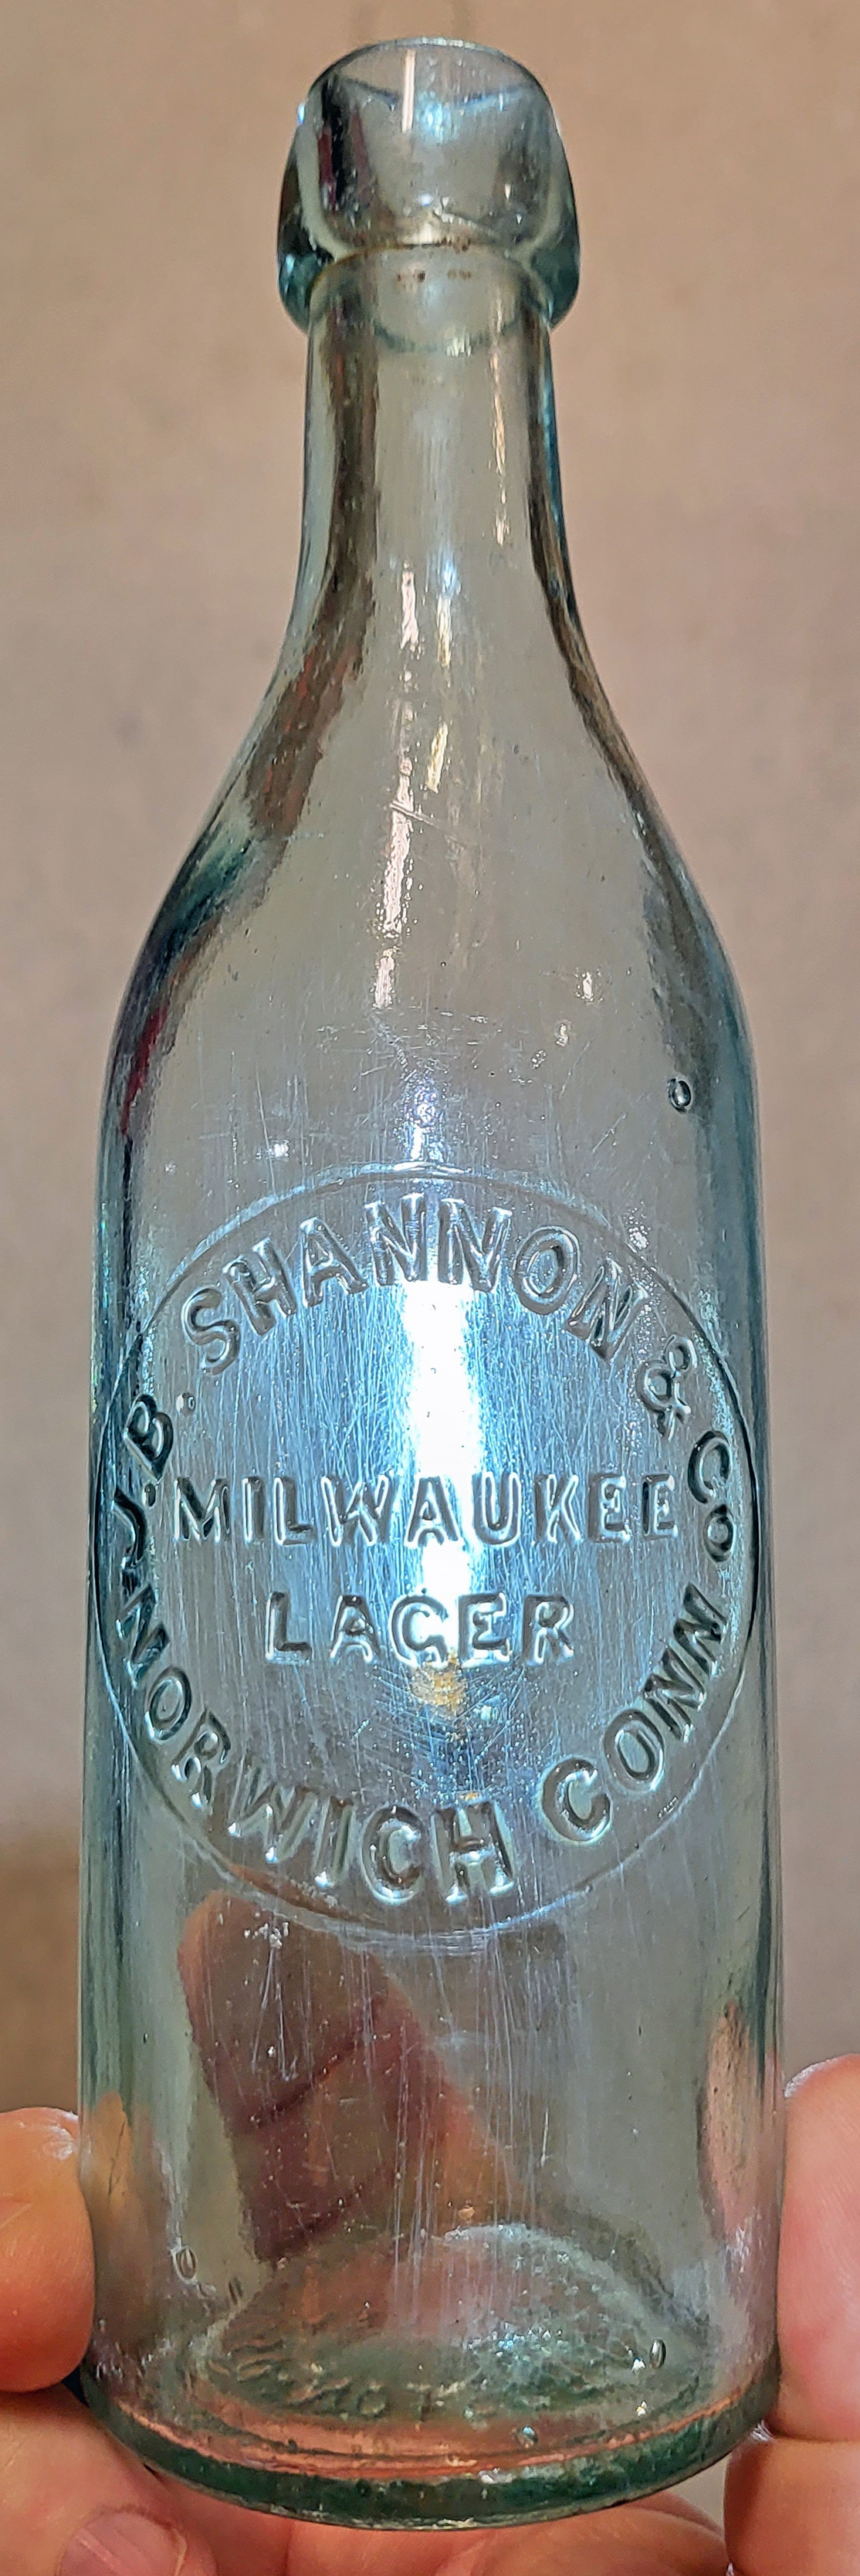 J.B. SHANNON & CO
MILWAUKEE
LAGER
NORWICH CONN